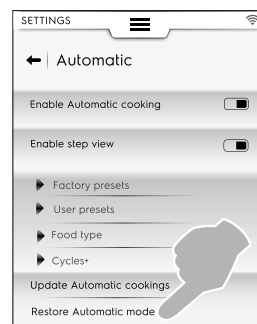 SETTINGS
Automatic
Enable Automatic cooking
Enable step view
Factory presets
User presets
Food type
Cycles+
Update Automatic cookings
Restore Automatic mode